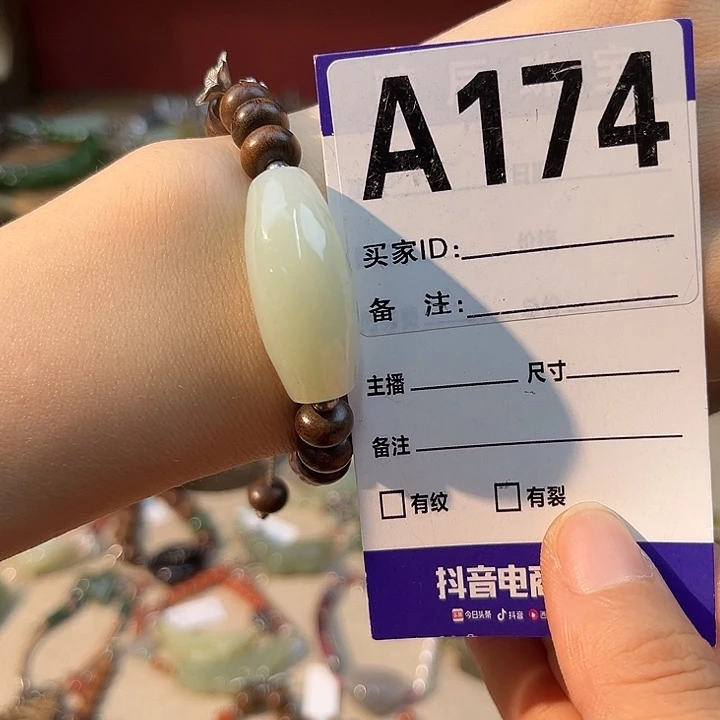 A174
买家ID:
备 注:
主播 尺寸
备注
有纹 有裂
抖音电商
今日头条 抖音 西